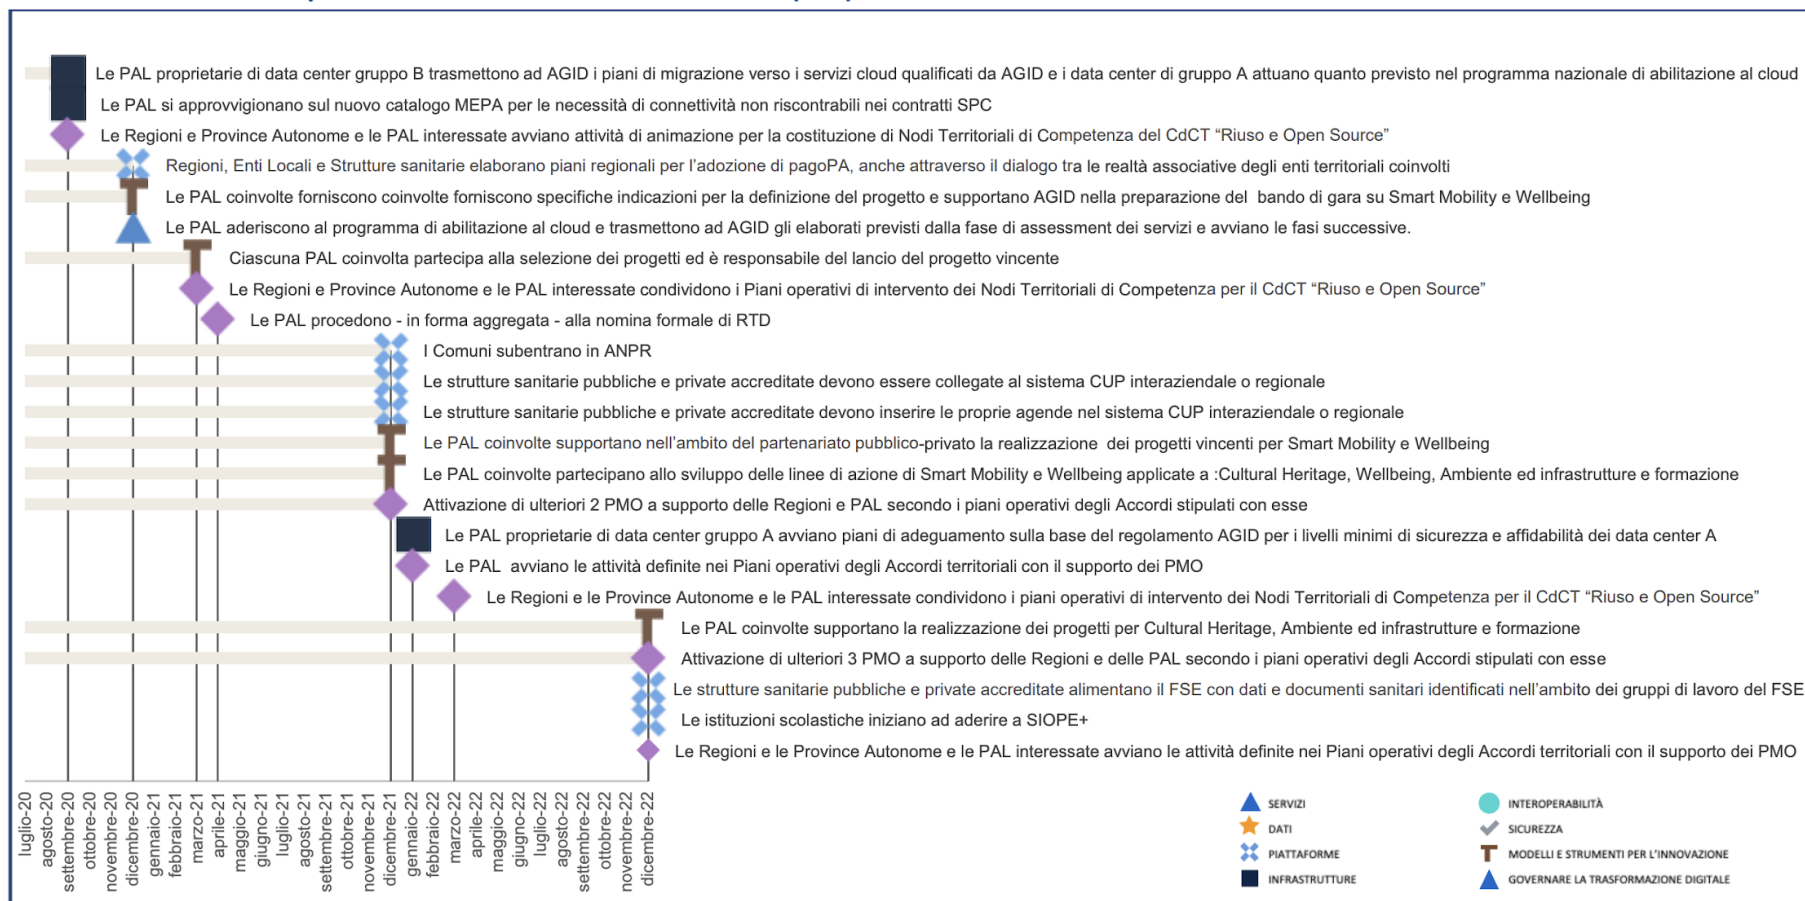 Le PAL proprietarie di data center gruppo B trasmettono ad AGID i piani di migrazione verso i servizi cloud qualificati da AGID e i data center di gruppo A attuano quanto previsto nel programma nazionale di abilitazione al cloud
Le PAL si approvvigionano sul nuovo catalogo MEPA per le necessità di connettività non riscontrabili nei contratti SPC
Le Regioni e Province Autonome e le PAL interessate avviano attività di animazione per la costituzione di Nodi Territoriali di Competenza del CdCT “Riuso e Open Source”
Regioni, Enti Locali e Strutture sanitarie elaborano piani regionali per l’adozione di pagoPA, anche attraverso il dialogo tra le realtà associative degli enti territoriali coinvolti
Le PAL coinvolte forniscono coinvolte forniscono specifiche indicazioni per la definizione del progetto e supportano AGID nella preparazione del bando di gara su Smart Mobility e Wellbeing
Le PAL aderiscono al programma di abilitazione al cloud e trasmettono ad AGID gli elaborati previsti dalla fase di assessment dei servizi e avviano le fasi successive.
Ciascuna PAL coinvolta partecipa alla selezione dei progetti ed è responsabile del lancio del progetto vincente
Le Regioni e Province Autonome e le PAL interessate condividono i Piani operativi di intervento dei Nodi Territoriali di Competenza per il CdCT “Riuso e Open Source”
Le PAL procedono - in forma aggregata - alla nomina formale di RTD
I Comuni subentrano in ANPR
Le strutture sanitarie pubbliche e private accreditate devono essere collegate al sistema CUP interaziendale o regionale
Le strutture sanitarie pubbliche e private accreditate devono inserire le proprie agende nel sistema CUP interaziendale o regionale
Le PAL coinvolte supportano nell’ambito del partenariato pubblico-privato la realizzazione dei progetti vincenti per Smart Mobility e Wellbeing
Le PAL coinvolte partecipano allo sviluppo delle linee di azione di Smart Mobility e Wellbeing applicate a :Cultural Heritage, Wellbeing, Ambiente ed infrastrutture e formazione
Attivazione di ulteriori 2 PMO a supporto delle Regioni e PAL secondo i piani operativi degli Accordi stipulati con esse
Le PAL proprietarie di data center gruppo A avviano piani di adeguamento sulla base del regolamento AGID per i livelli minimi di sicurezza e affidabilità dei data center A
Le PAL avviano le attività definite nei Piani operativi degli Accordi territoriali con il supporto dei PMO
Le Regioni e le Province Autonome e le PAL interessate condividono i piani operativi di intervento dei Nodi Territoriali di Competenza per il CdCT “Riuso e Open Source”
Le PAL coinvolte supportano la realizzazione dei progetti per Cultural Heritage, Ambiente ed infrastrutture e formazione
Attivazione di ulteriori 3 PMO a supporto delle Regioni e delle PAL secondo i piani operativi degli Accordi stipulati con esse
Le strutture sanitarie pubbliche e private accreditate alimentano il FSE con dati e documenti sanitari identificati nell’ambito dei gruppi di lavoro del FSE
Le istituzioni scolastiche iniziano ad aderire a SIOPE+
Le Regioni e le Province Autonome e le PAL interessate avviano le attività definite nei Piani operativi degli Accordi territoriali con il supporto dei PMO
luglio-20
agosto-20
settembre-20
ottobre-20
novembre-20
dicembre-20
gennaio-21
febbraio-21
marzo-21
aprile-21
maggio-21
giugno-21
luglio-21
agosto-21
settembre-21
ottobre-21
novembre-21
dicembre-21
gennaio-22
febbraio-22
marzo-22
aprile-22
maggio-22
giugno-22
luglio-22
agosto-22
settembre-22
ottobre-22
novembre-22
dicembre-22
SERVIZI
DATI
PIATTAFORME
INFRASTRUTTURE
INTEROPERABILITÀ
SICUREZZA
MODELLI E STRUMENTI PER L’INNOVAZIONE
GOVERNARE LA TRASFORMAZIONE DIGITALE